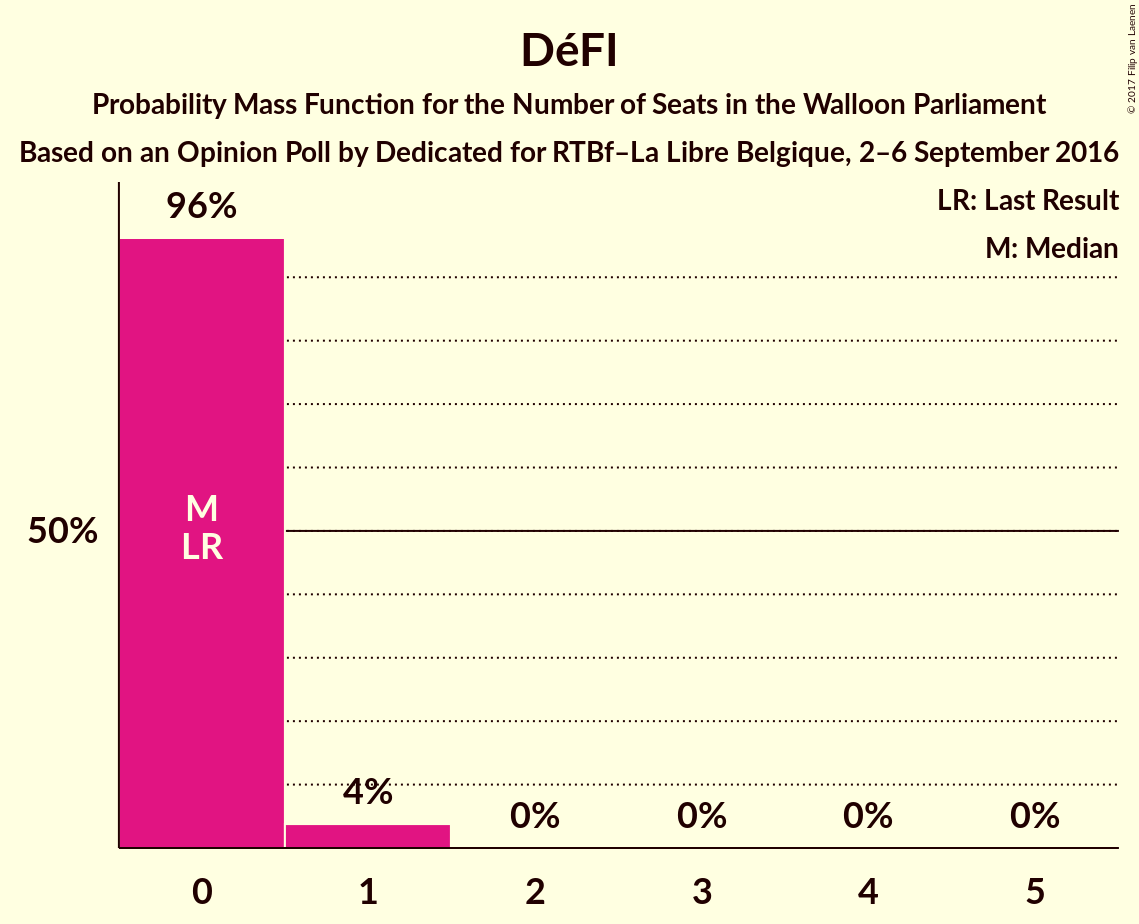 DéFI
Probability Mass Function for the Number of Seats in the Walloon Parliament
Based on an Opinion Poll by Dedicated for RTBf–La Libre Belgique, 2–6 September 2016
© 2017 Filip van Laenen
LR: Last Result
M: Median
96%
M
LR
50%
4%
0%
0%
0%
0%
0
1
2
3
4
5